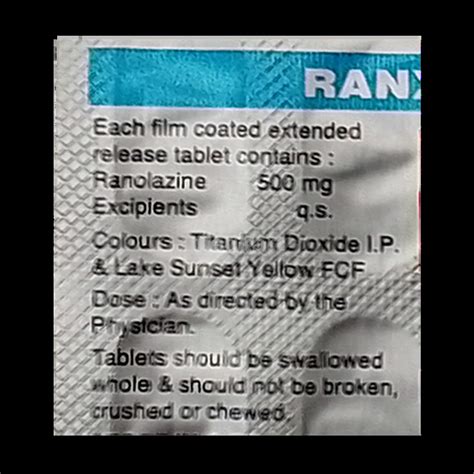 RANX
Each film coated extended
release tablet contains :
Ranolazine 500 mg
Excipients q.s.
Colours : Titanium Dioxide I.P.
& Lake Sunset Yellow FCF
Dose : As directed by the
Physician.
Tablets should be swallowed
whole & should not be broken,
crushed or chewed.